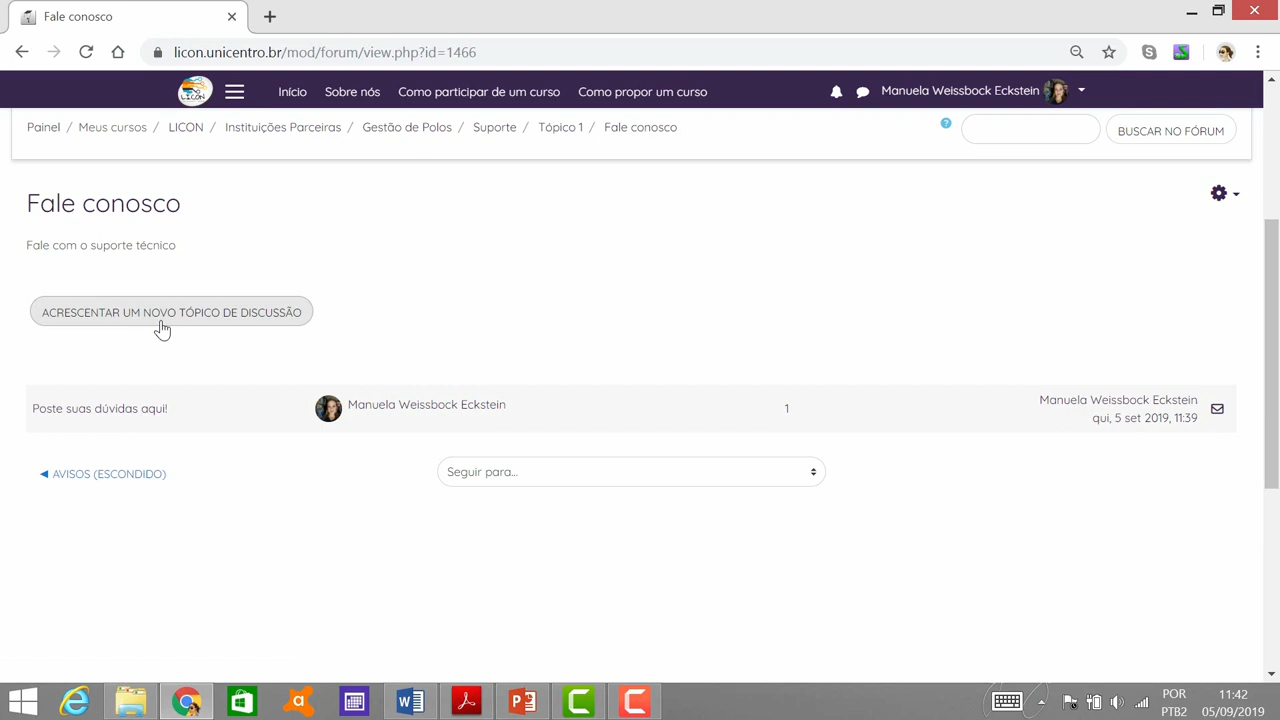 Fale conosco
licon.unicentro.br/mod/forum/view.php?id=1466
LICON
Início
Sobre nós
Como participar de um curso
Como propor um curso
Manuela Weissbock Eckstein
Painel / Meus cursos / LICON / Instituições Parceiras / Gestão de Polos / Suporte / Tópico 1 / Fale conosco
BUSCAR NO FÓRUM
Fale conosco
Fale com o suporte técnico
ACRESCENTAR UM NOVO TÓPICO DE DISCUSSÃO
Poste suas dúvidas aqui!
Manuela Weissbock Eckstein
1
Manuela Weissbock Eckstein
qui, 5 set 2019, 11:39
◄ AVISOS (ESCONDIDO)
Seguir para...
POR
PTB2
11:42
05/09/2019